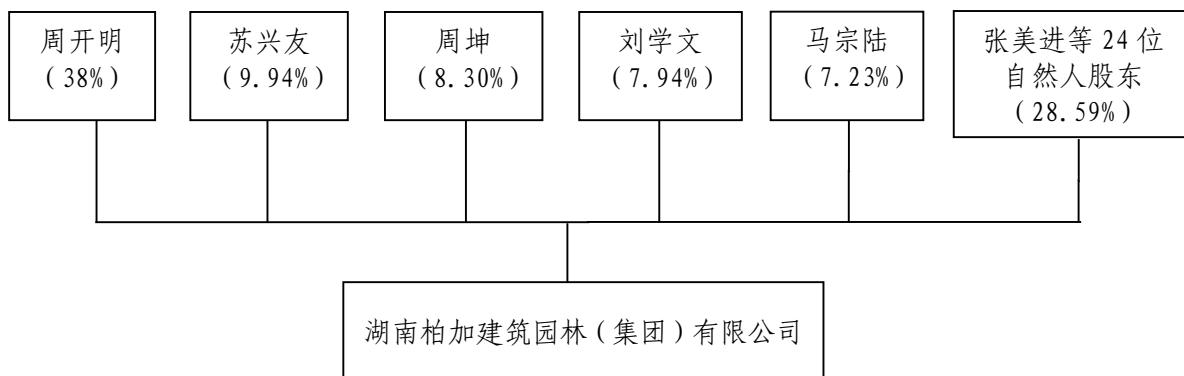 周开明
（38%）
苏兴友
（9.94%）
周坤
（8.30%）
刘学文
（7.94%）
马宗陆
（7.23%）
张美进等 24 位
自然人股东
（28.59%）
湖南柏加建筑园林（集团）有限公司